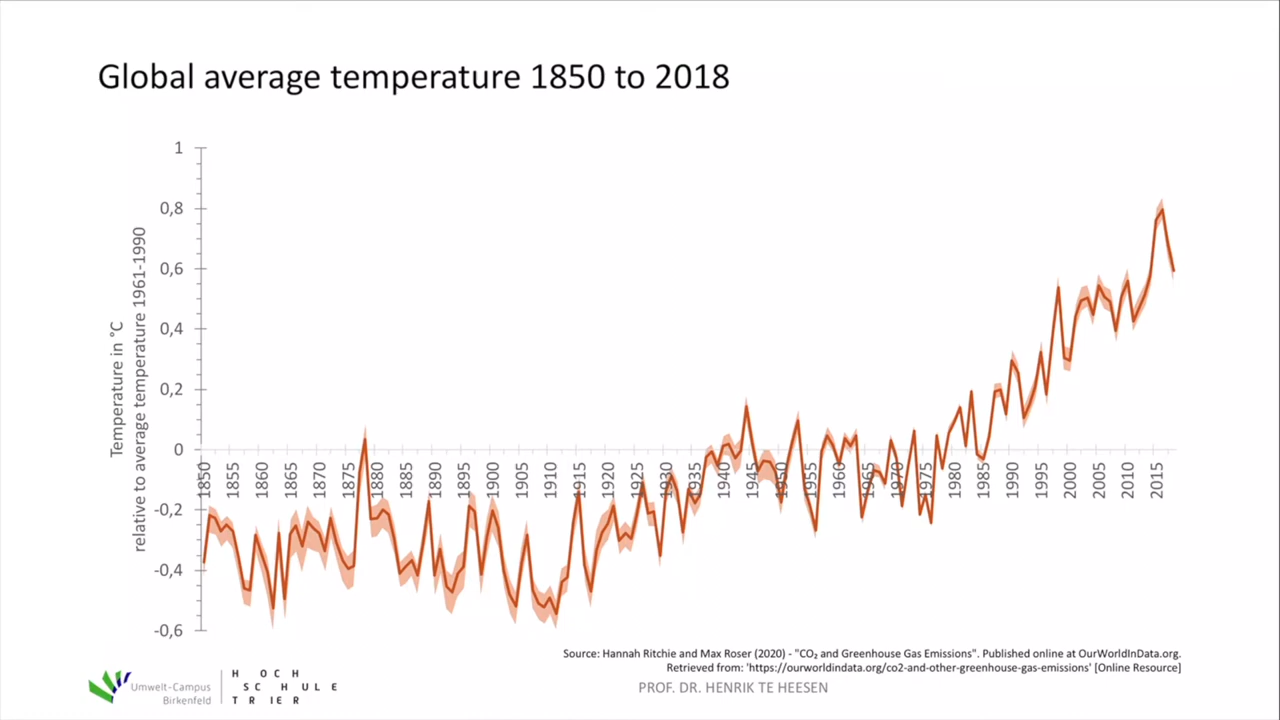 Global average temperature 1850 to 2018
Temperature in °C
relative to average temperature 1961-1990
1
0,8
0,6
0,4
0,2
0
-0,2
-0,4
-0,6
1850 1855 1860 1865 1870 1875 1880 1885 1890 1895 1900 1905 1910 1915 1920 1925 1930 1935 1940 1945 1950 1955 1960 1965 1970 1975 1980 1985 1990 1995 2000 2005 2010 2015
Source: Hannah Ritchie and Max Roser (2020) - "CO₂ and Greenhouse Gas Emissions". Published online at OurWorldInData.org.
Retrieved from: 'https://ourworldindata.org/co2-and-other-greenhouse-gas-emissions' [Online Resource]
Umwelt-Campus
Birkenfeld
HOCH
SCHULE
TRIER
PROF. DR. HENRIK TE HEESEN